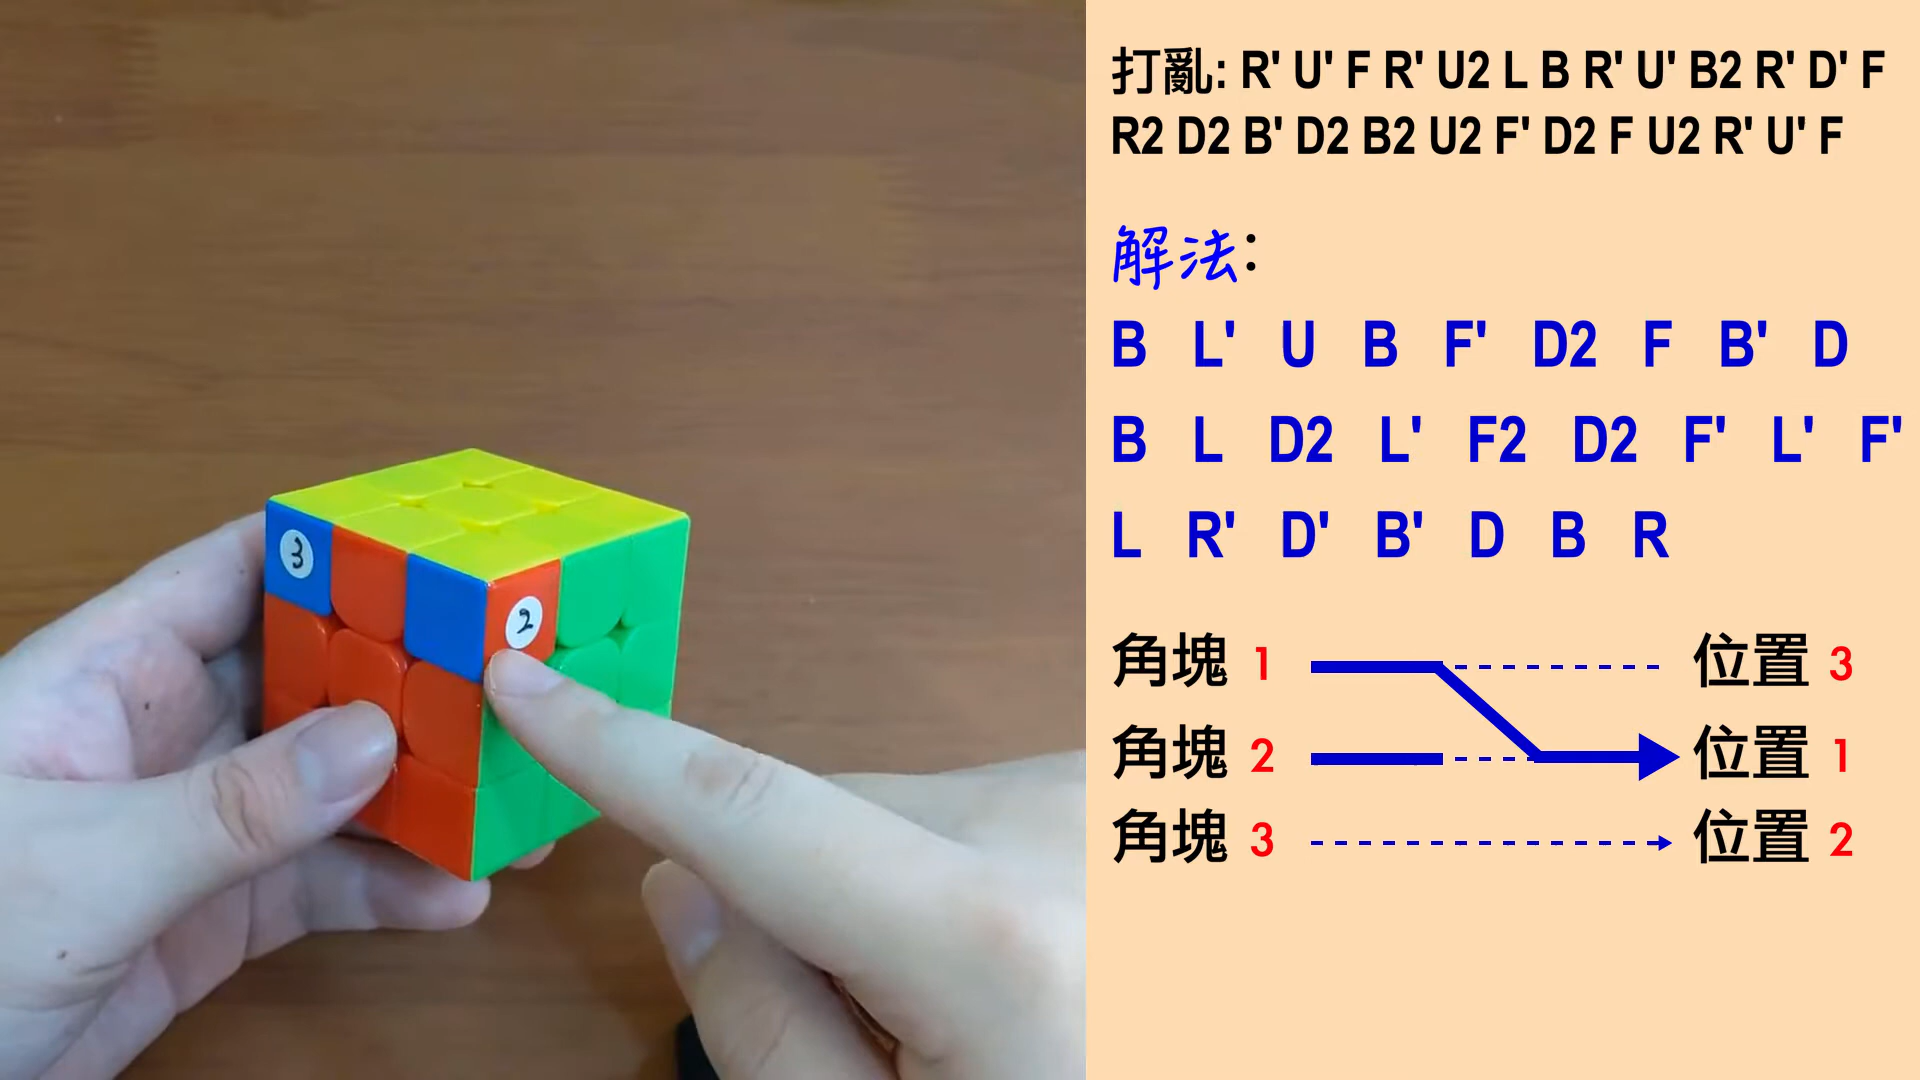 打亂: R' U' F R' U2 L B R' U' B2 R' D' F
R2 D2 B' D2 B2 U2 F' D2 F U2 R' U' F
解法:
B L' U B F' D2 F B' D
B L D2 L' F2 D2 F' L' F'
L R' D' B' D B R
角塊 1 位置 3
角塊 2 位置 1
角塊 3 位置 2
3
2